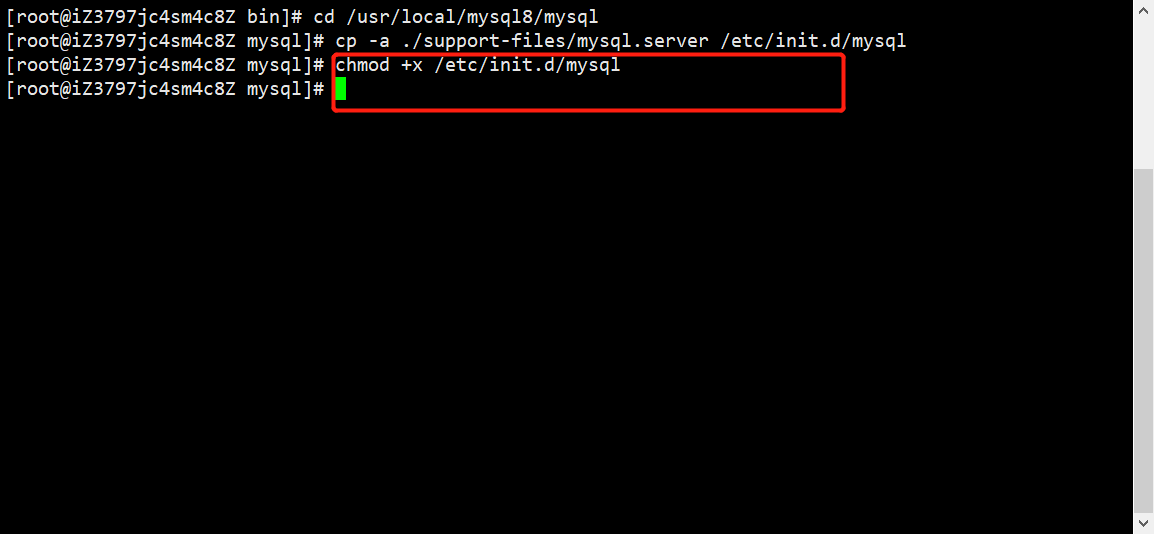 [root@iZ3797jc4sm4c8Z bin]# cd /usr/local/mysql8/mysql
[root@iZ3797jc4sm4c8Z mysql]# cp -a ./support-files/mysql.server /etc/init.d/mysql
[root@iZ3797jc4sm4c8Z mysql]# chmod +x /etc/init.d/mysql
[root@iZ3797jc4sm4c8Z mysql]#